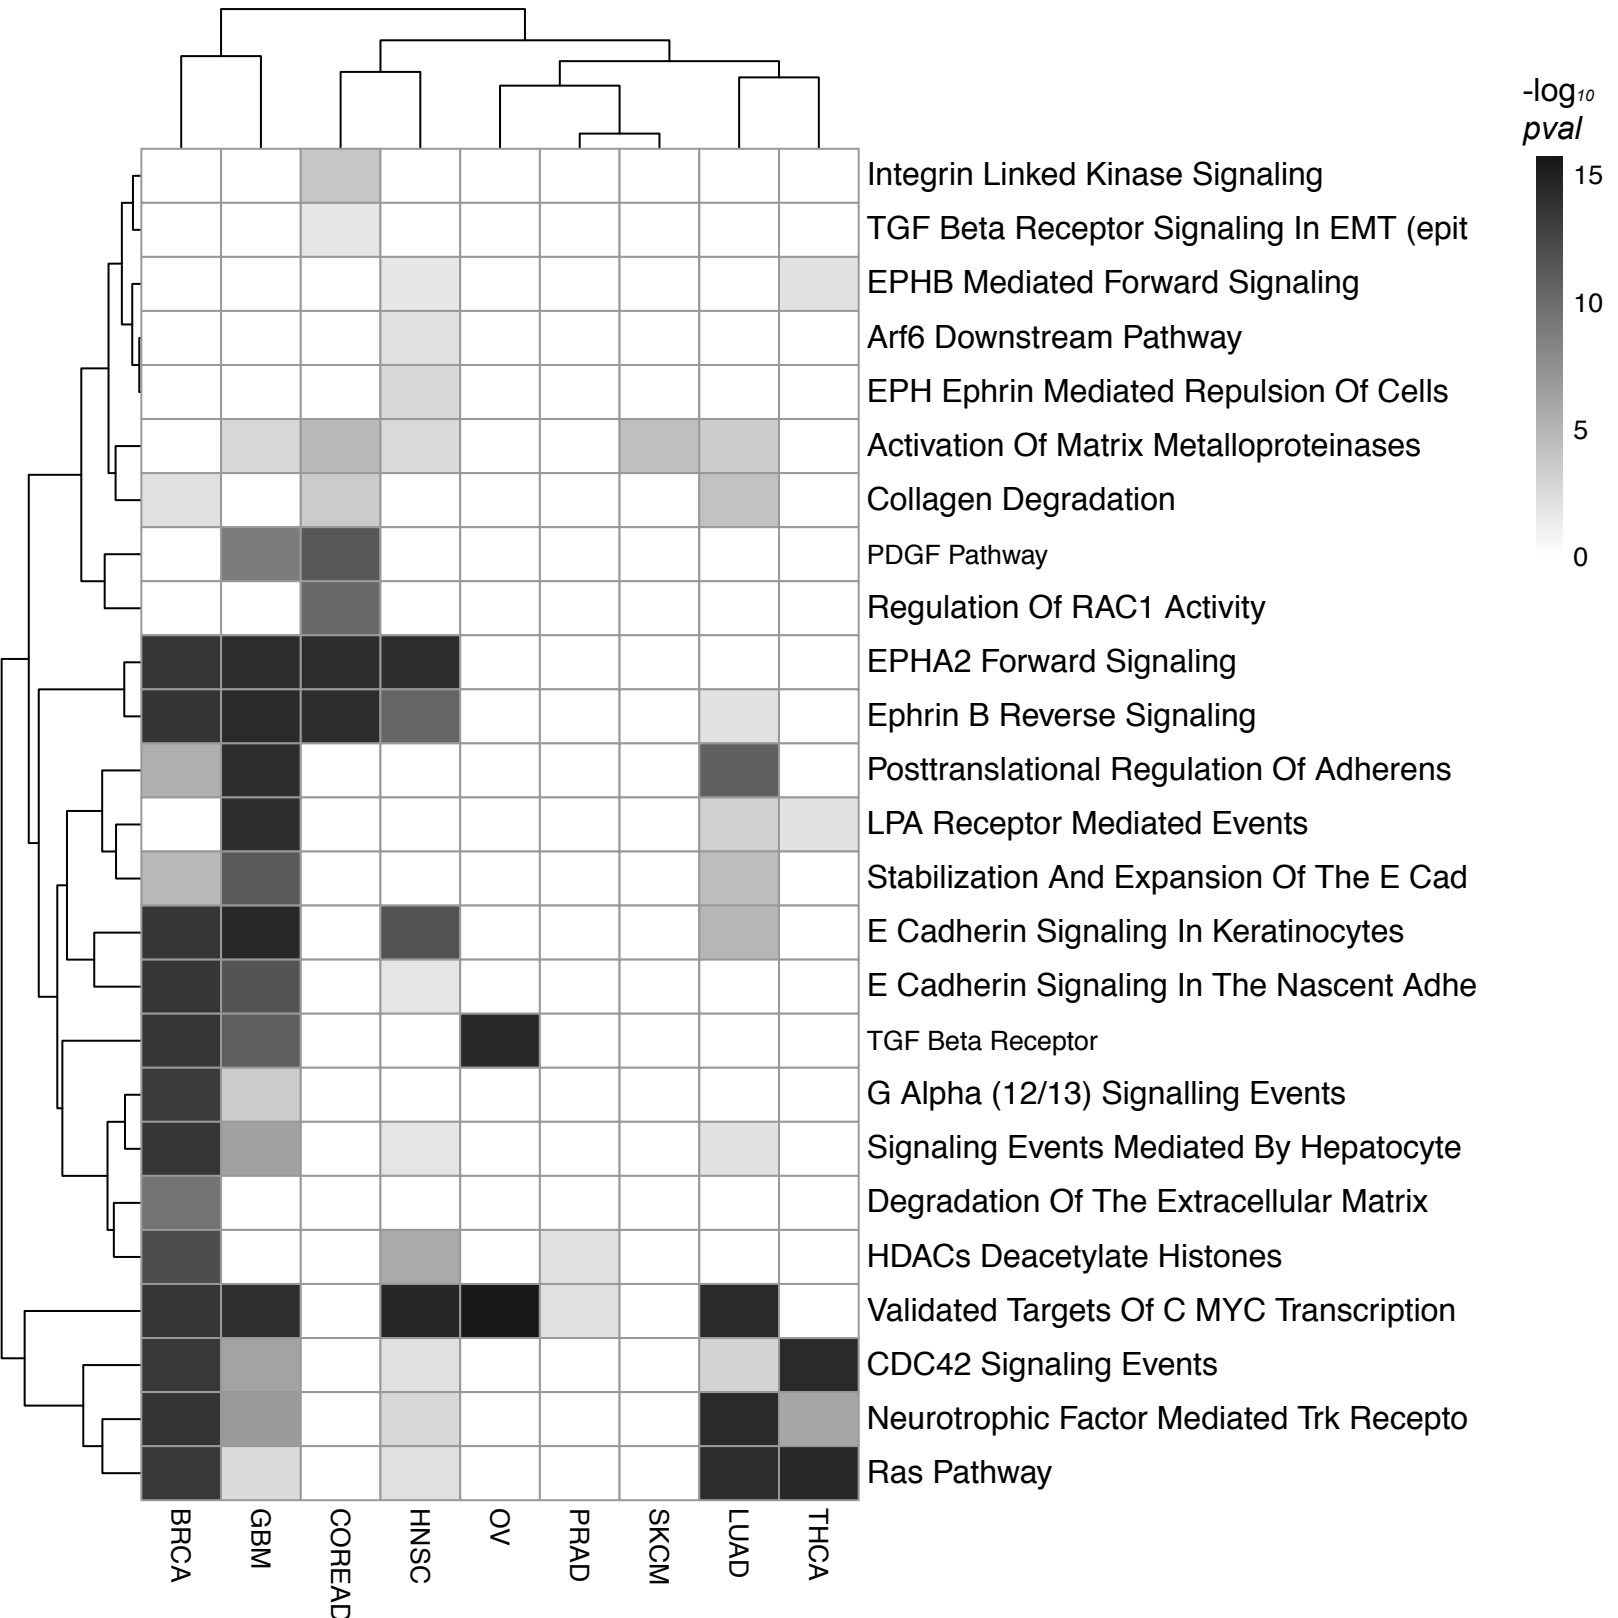 -log10
pval
15
10
5
0
Integrin Linked Kinase Signaling
TGF Beta Receptor Signaling In EMT (epit
EPHB Mediated Forward Signaling
Arf6 Downstream Pathway
EPH Ephrin Mediated Repulsion Of Cells
Activation Of Matrix Metalloproteinases
Collagen Degradation
PDGF Pathway
Regulation Of RAC1 Activity
EPHA2 Forward Signaling
Ephrin B Reverse Signaling
Posttranslational Regulation Of Adherens
LPA Receptor Mediated Events
Stabilization And Expansion Of The E Cad
E Cadherin Signaling In Keratinocytes
E Cadherin Signaling In The Nascent Adhe
TGF Beta Receptor
G Alpha (12/13) Signalling Events
Signaling Events Mediated By Hepatocyte
Degradation Of The Extracellular Matrix
HDACs Deacetylate Histones
Validated Targets Of C MYC Transcription
CDC42 Signaling Events
Neurotrophic Factor Mediated Trk Recepto
Ras Pathway
BRCA
GBM
COREAD
HNSC
OV
PRAD
SKCM
LUAD
THCA